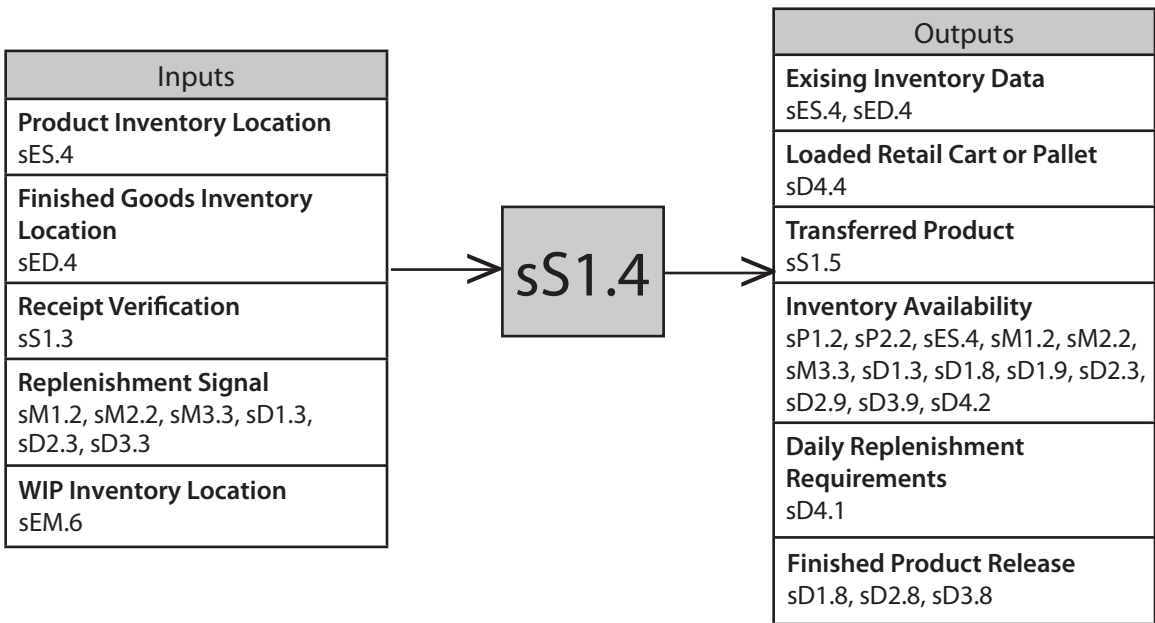 Inputs
Product Inventory Location
sES.4
Finished Goods Inventory
Location
sED.4
Receipt Verification
sS1.3
Replenishment Signal
sM1.2, sM2.2, sM3.3, sD1.3,
sD2.3, sD3.3
WIP Inventory Location
sEM.6
sS1.4
Outputs
Exising Inventory Data
sES.4, sED.4
Loaded Retail Cart or Pallet
sD4.4
Transferred Product
sS1.5
Inventory Availability
sP1.2, sP2.2, sES.4, sM1.2, sM2.2,
sM3.3, sD1.3, sD1.8, sD1.9, sD2.3,
sD2.9, sD3.9, sD4.2
Daily Replenishment
Requirements
sD4.1
Finished Product Release
sD1.8, sD2.8, sD3.8